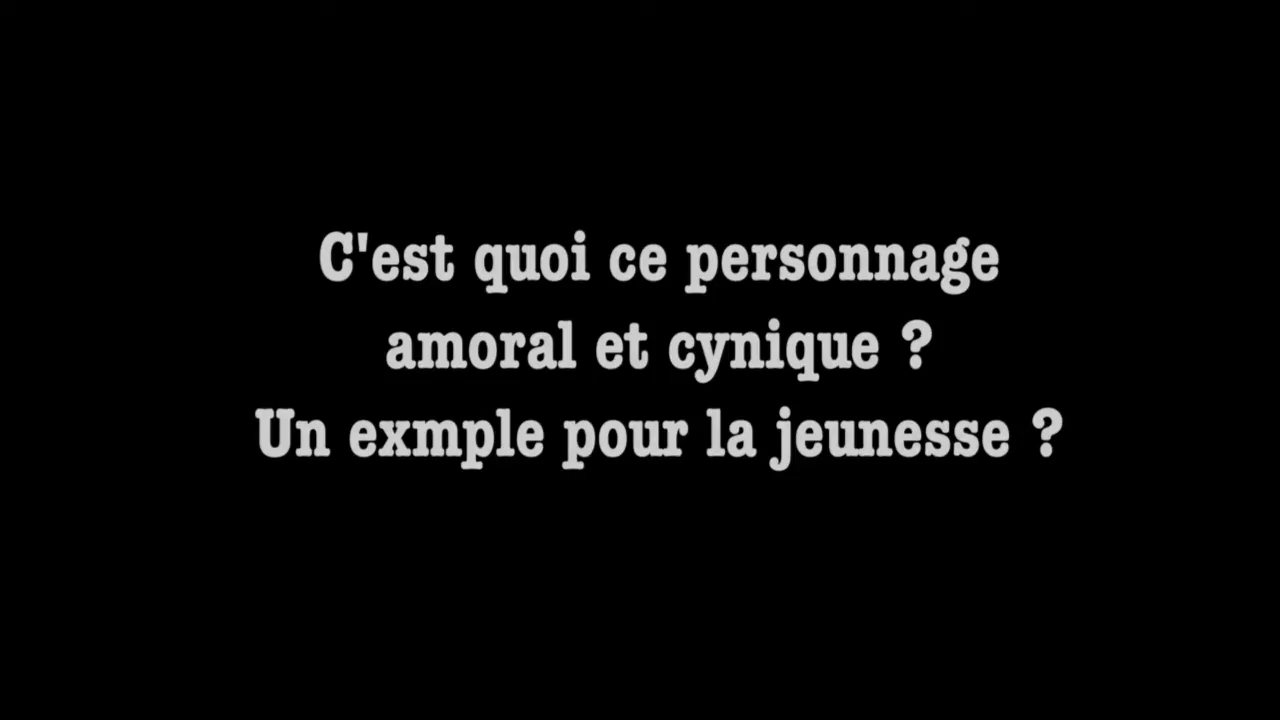 C'est quoi ce personnage
amoral et cynique ?
Un exmple pour la jeunesse ?